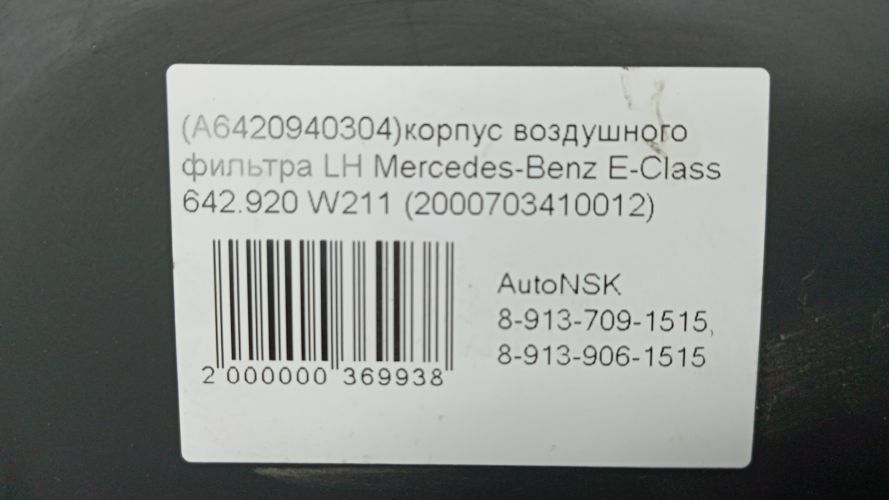 (A6420940304)корпус воздушного
фильтра LH Mercedes-Benz E-Class
642.920 W211 (2000703410012)
AutoNSK
8-913-709-1515,
8-913-906-1515
2 000000 369938